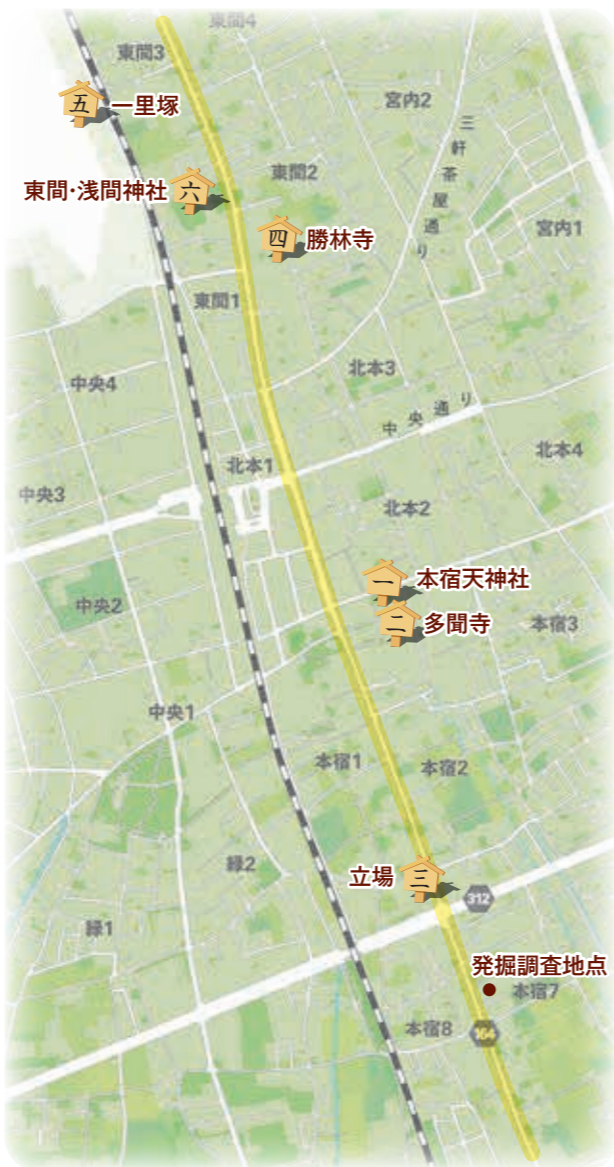 東間4
東間3
五
一里塚
宮内2
三軒茶屋通り
東間・浅間神社
六
東間2
四
勝林寺
宮内1
東間1
中央4
北本3
中央通り
北本1
北本4
中央3
北本2
一
本宿天神社
中央2
二
多聞寺
本宿3
中央1
本宿1
本宿2
緑2
立場
三
312
緑1
発掘調査地点
本宿7
本宿8
164